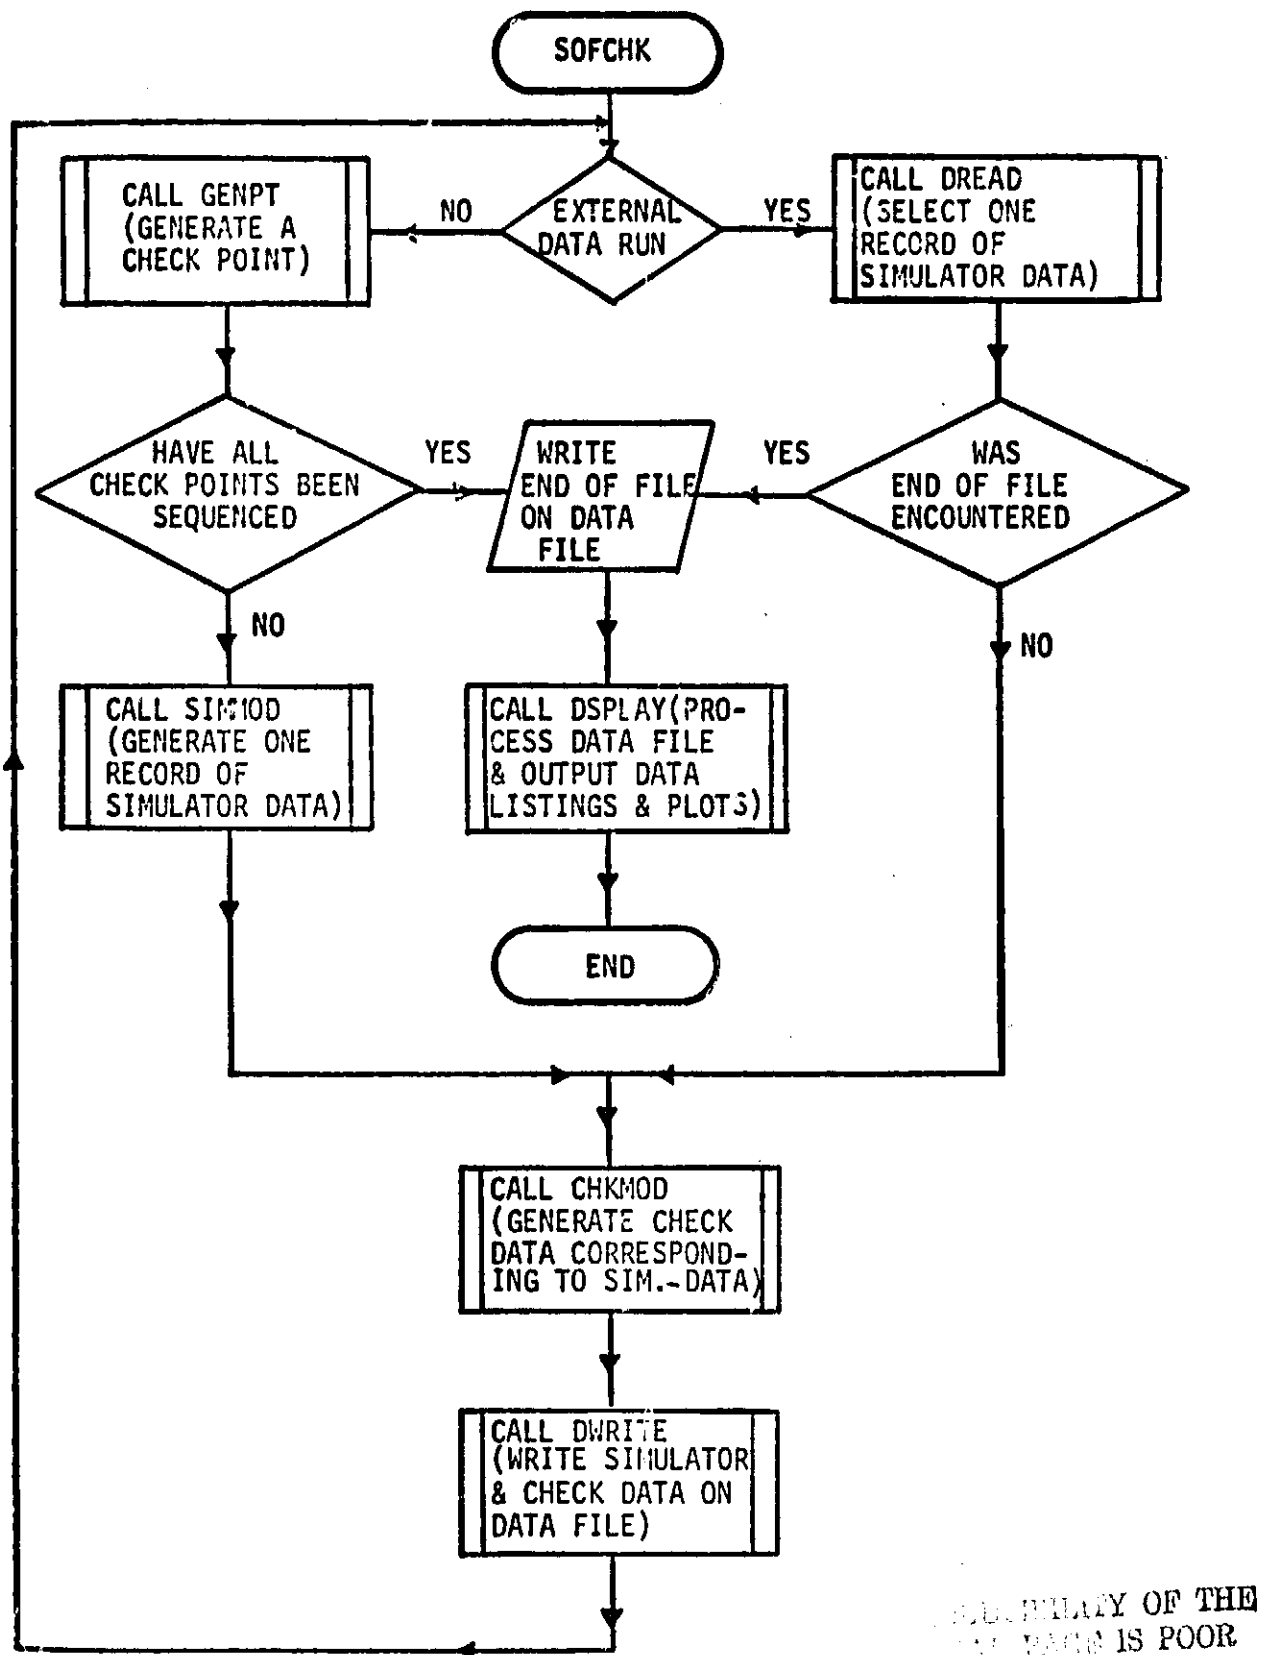 SOFCHK
CALL GENPT
(GENERATE A
CHECK POINT)
NO
EXTERNAL
DATA RUN
YES
CALL DREAD
(SELECT ONE
RECORD OF
SIMULATOR DATA)
HAVE ALL
CHECK POINTS BEEN
SEQUENCED
YES
WRITE
END OF FILE
ON DATA
FILE
YES
WAS
END OF FILE
ENCOUNTERED
NO
NO
CALL SIMMOD
(GENERATE ONE
RECORD OF
SIMULATOR DATA)
CALL DSPLAY(PRO-
CESS DATA FILE
& OUTPUT DATA
LISTINGS & PLOTS)
END
CALL CHKMOD
(GENERATE CHECK
DATA CORRESPOND-
ING TO SIM.-DATA)
CALL DWRITE
(WRITE SIMULATOR
& CHECK DATA ON
DATA FILE)
OF THE
IS POOR